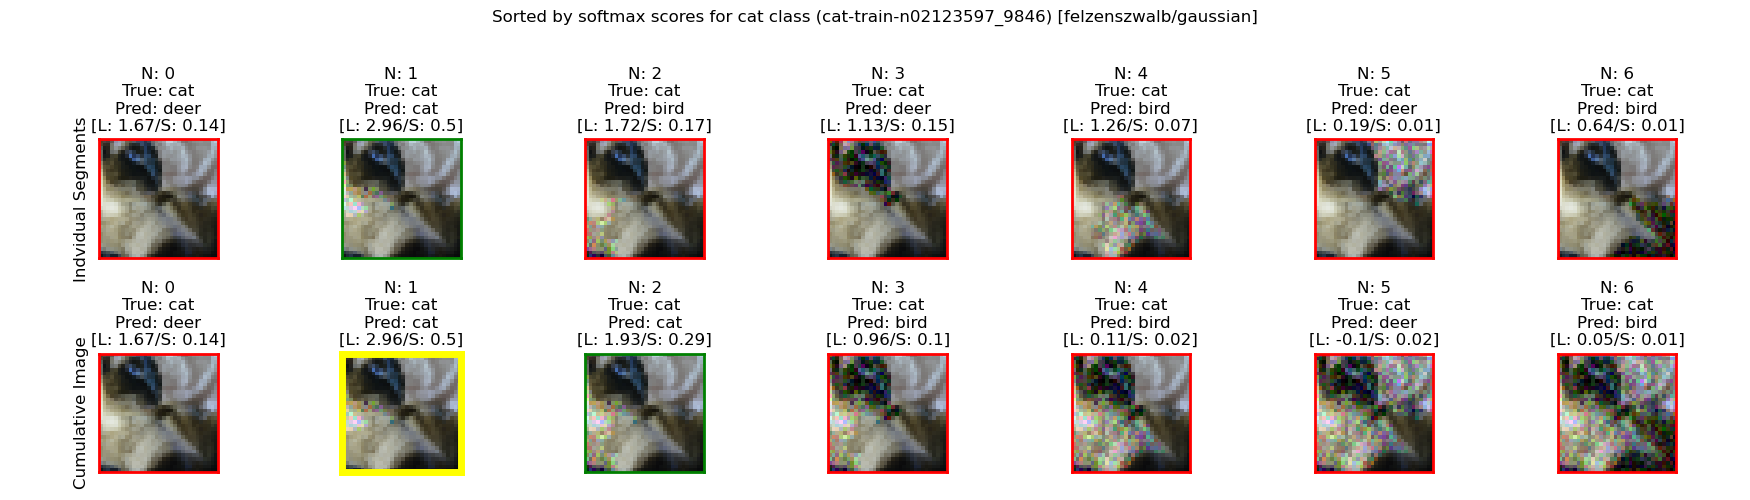 Sorted by softmax scores for cat class (cat-train-n02123597_9846) [felzenszwalb/gaussian]
Indvidual Segments
N: 0
True: cat
Pred: deer
[L: 1.67/S: 0.14]
N: 1
True: cat
Pred: cat
[L: 2.96/S: 0.5]
N: 2
True: cat
Pred: bird
[L: 1.72/S: 0.17]
N: 3
True: cat
Pred: deer
[L: 1.13/S: 0.15]
N: 4
True: cat
Pred: bird
[L: 1.26/S: 0.07]
N: 5
True: cat
Pred: deer
[L: 0.19/S: 0.01]
N: 6
True: cat
Pred: bird
[L: 0.64/S: 0.01]
Cumulative Image
N: 0
True: cat
Pred: deer
[L: 1.67/S: 0.14]
N: 1
True: cat
Pred: cat
[L: 2.96/S: 0.5]
N: 2
True: cat
Pred: cat
[L: 1.93/S: 0.29]
N: 3
True: cat
Pred: bird
[L: 0.96/S: 0.1]
N: 4
True: cat
Pred: bird
[L: 0.11/S: 0.02]
N: 5
True: cat
Pred: deer
[L: -0.1/S: 0.02]
N: 6
True: cat
Pred: bird
[L: 0.05/S: 0.01]